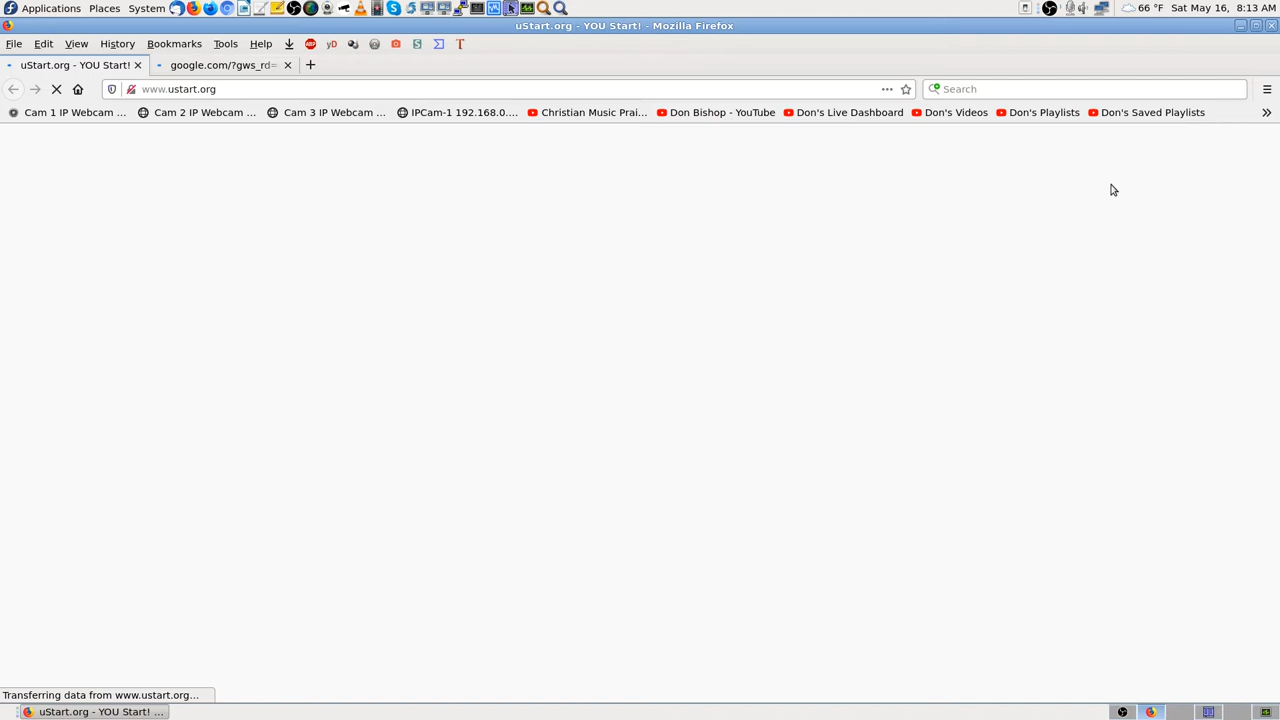 Applications Places System 66 °F Sat May 16, 8:13 AM
uStart.org - YOU Start! - Mozilla Firefox
File Edit View History Bookmarks Tools Help
uStart.org - YOU Start! google.com/?gws_rd=
www.ustart.org Search
Cam 1 IP Webcam ... Cam 2 IP Webcam ... Cam 3 IP Webcam ... IPCam-1 192.168.0.... Christian Music Prai... Don Bishop - YouTube Don's Live Dashboard Don's Videos Don's Playlists Don's Saved Playlists
Transferring data from www.ustart.org...
uStart.org - YOU Start! ...